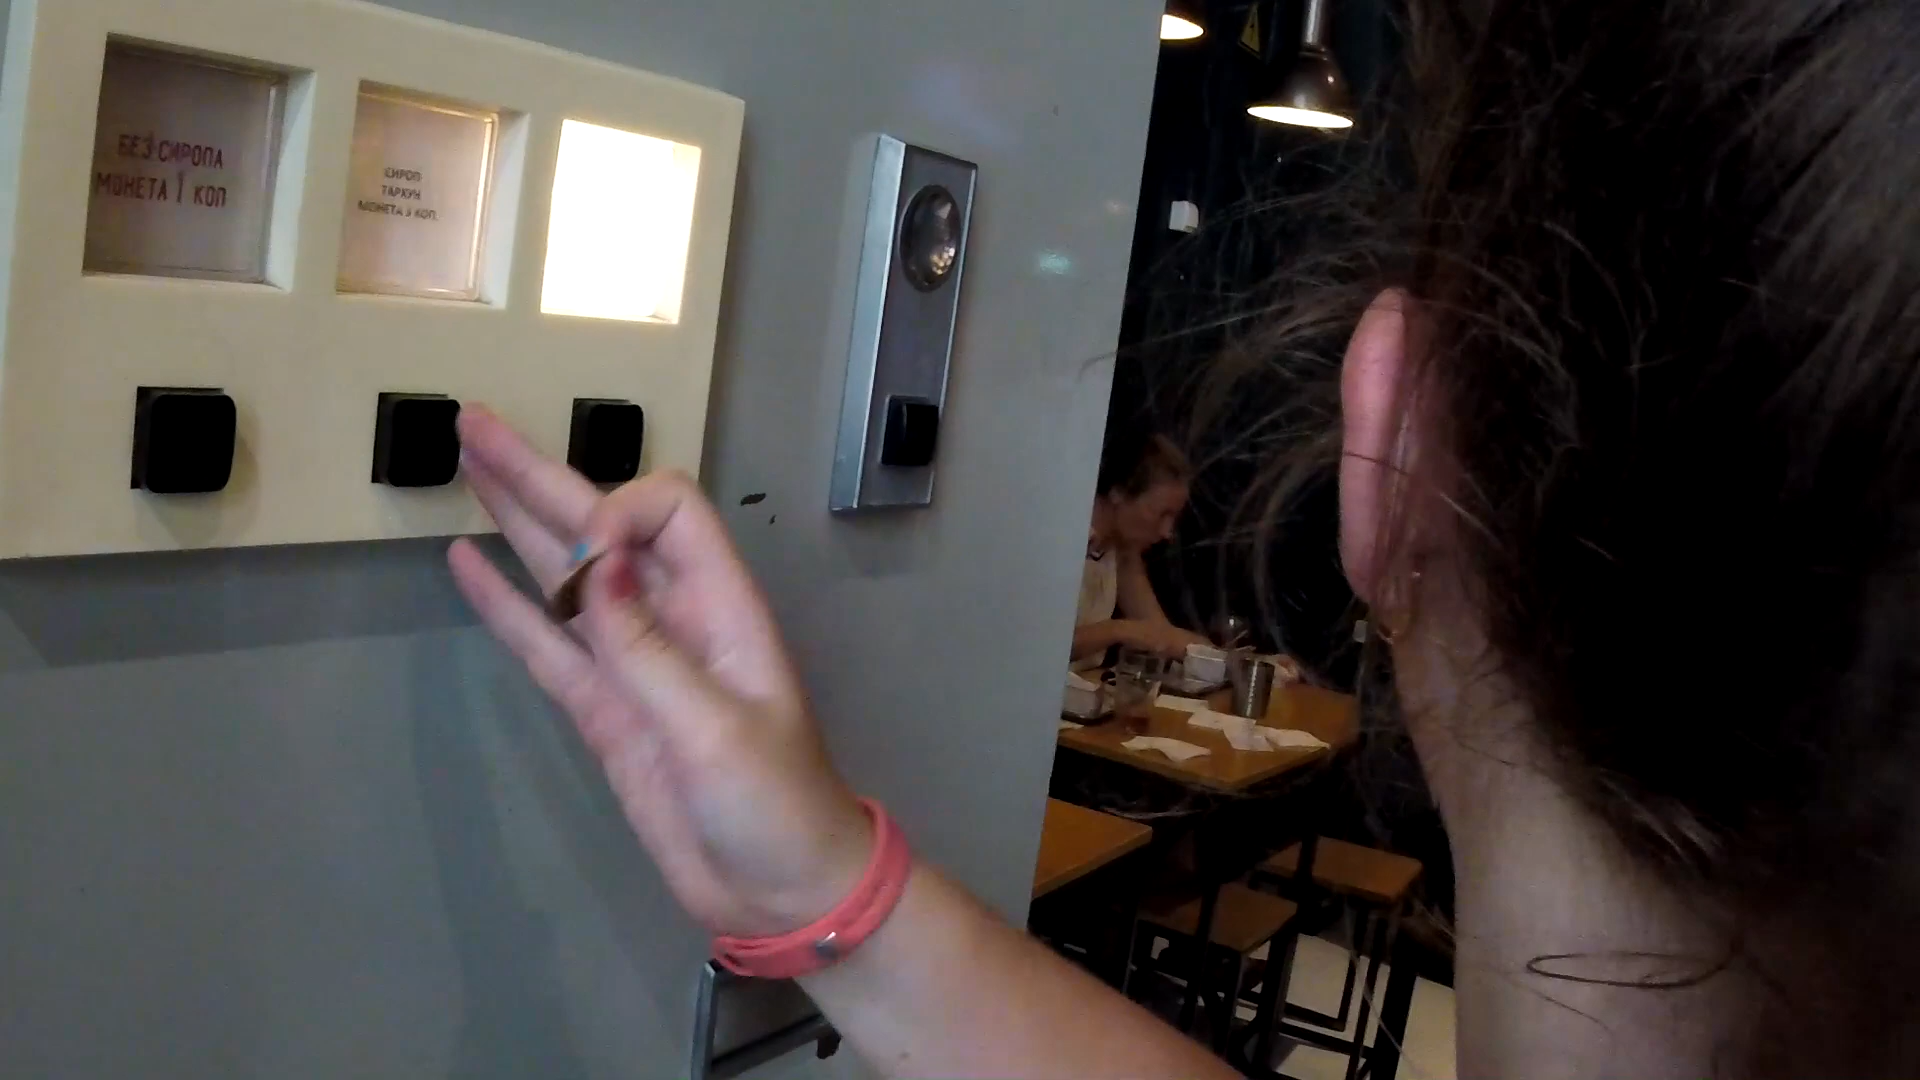 БЕЗ СИРОПА
МОНЕТА 1 КОП
СИРОП
ТАРХУН
МОНЕТА 3 КОП.